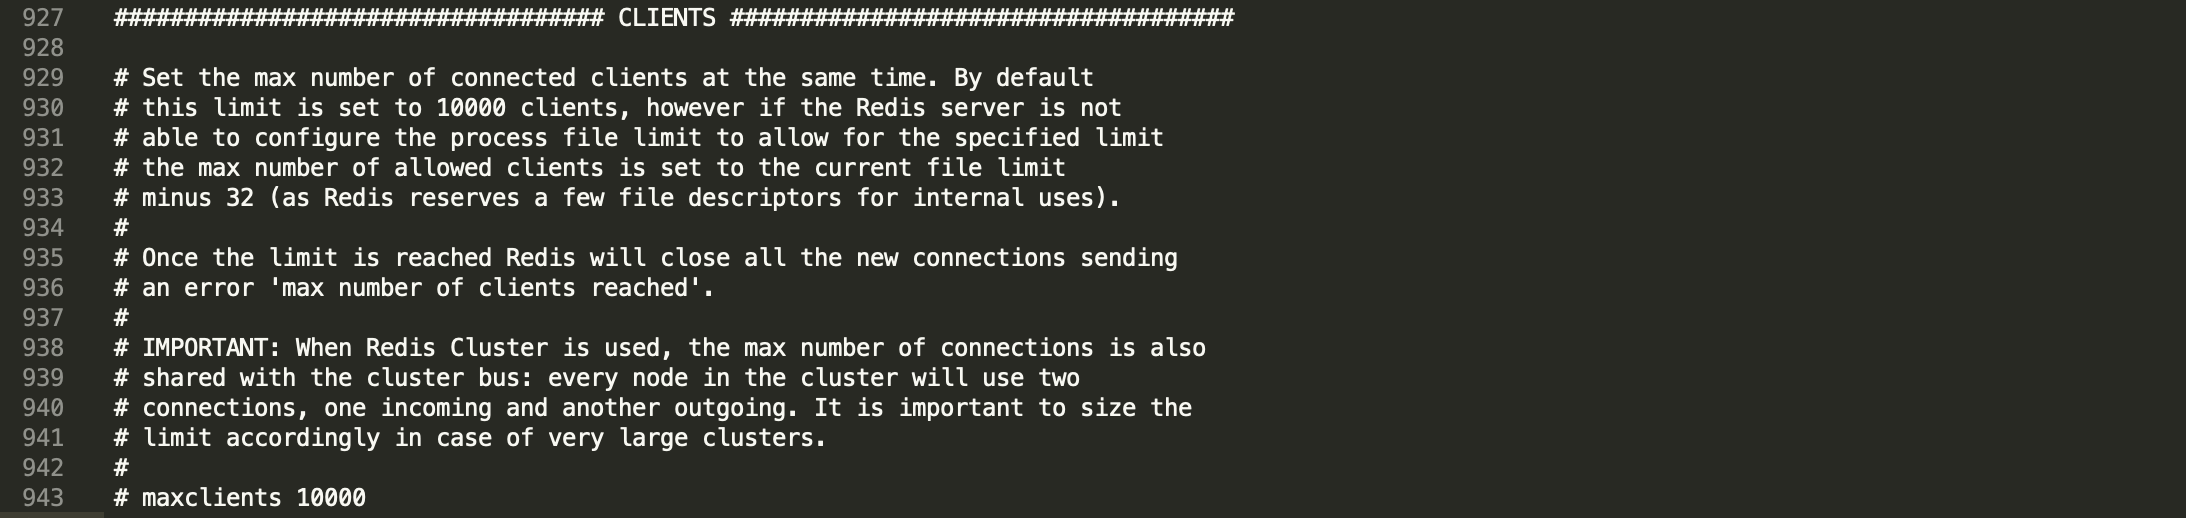 927 ################################### CLIENTS ####################################
928
929 # Set the max number of connected clients at the same time. By default
930 # this limit is set to 10000 clients, however if the Redis server is not
931 # able to configure the process file limit to allow for the specified limit
932 # the max number of allowed clients is set to the current file limit
933 # minus 32 (as Redis reserves a few file descriptors for internal uses).
934 #
935 # Once the limit is reached Redis will close all the new connections sending
936 # an error 'max number of clients reached'.
937 #
938 # IMPORTANT: When Redis Cluster is used, the max number of connections is also
939 # shared with the cluster bus: every node in the cluster will use two
940 # connections, one incoming and another outgoing. It is important to size the
941 # limit accordingly in case of very large clusters.
942 #
943 # maxclients 10000